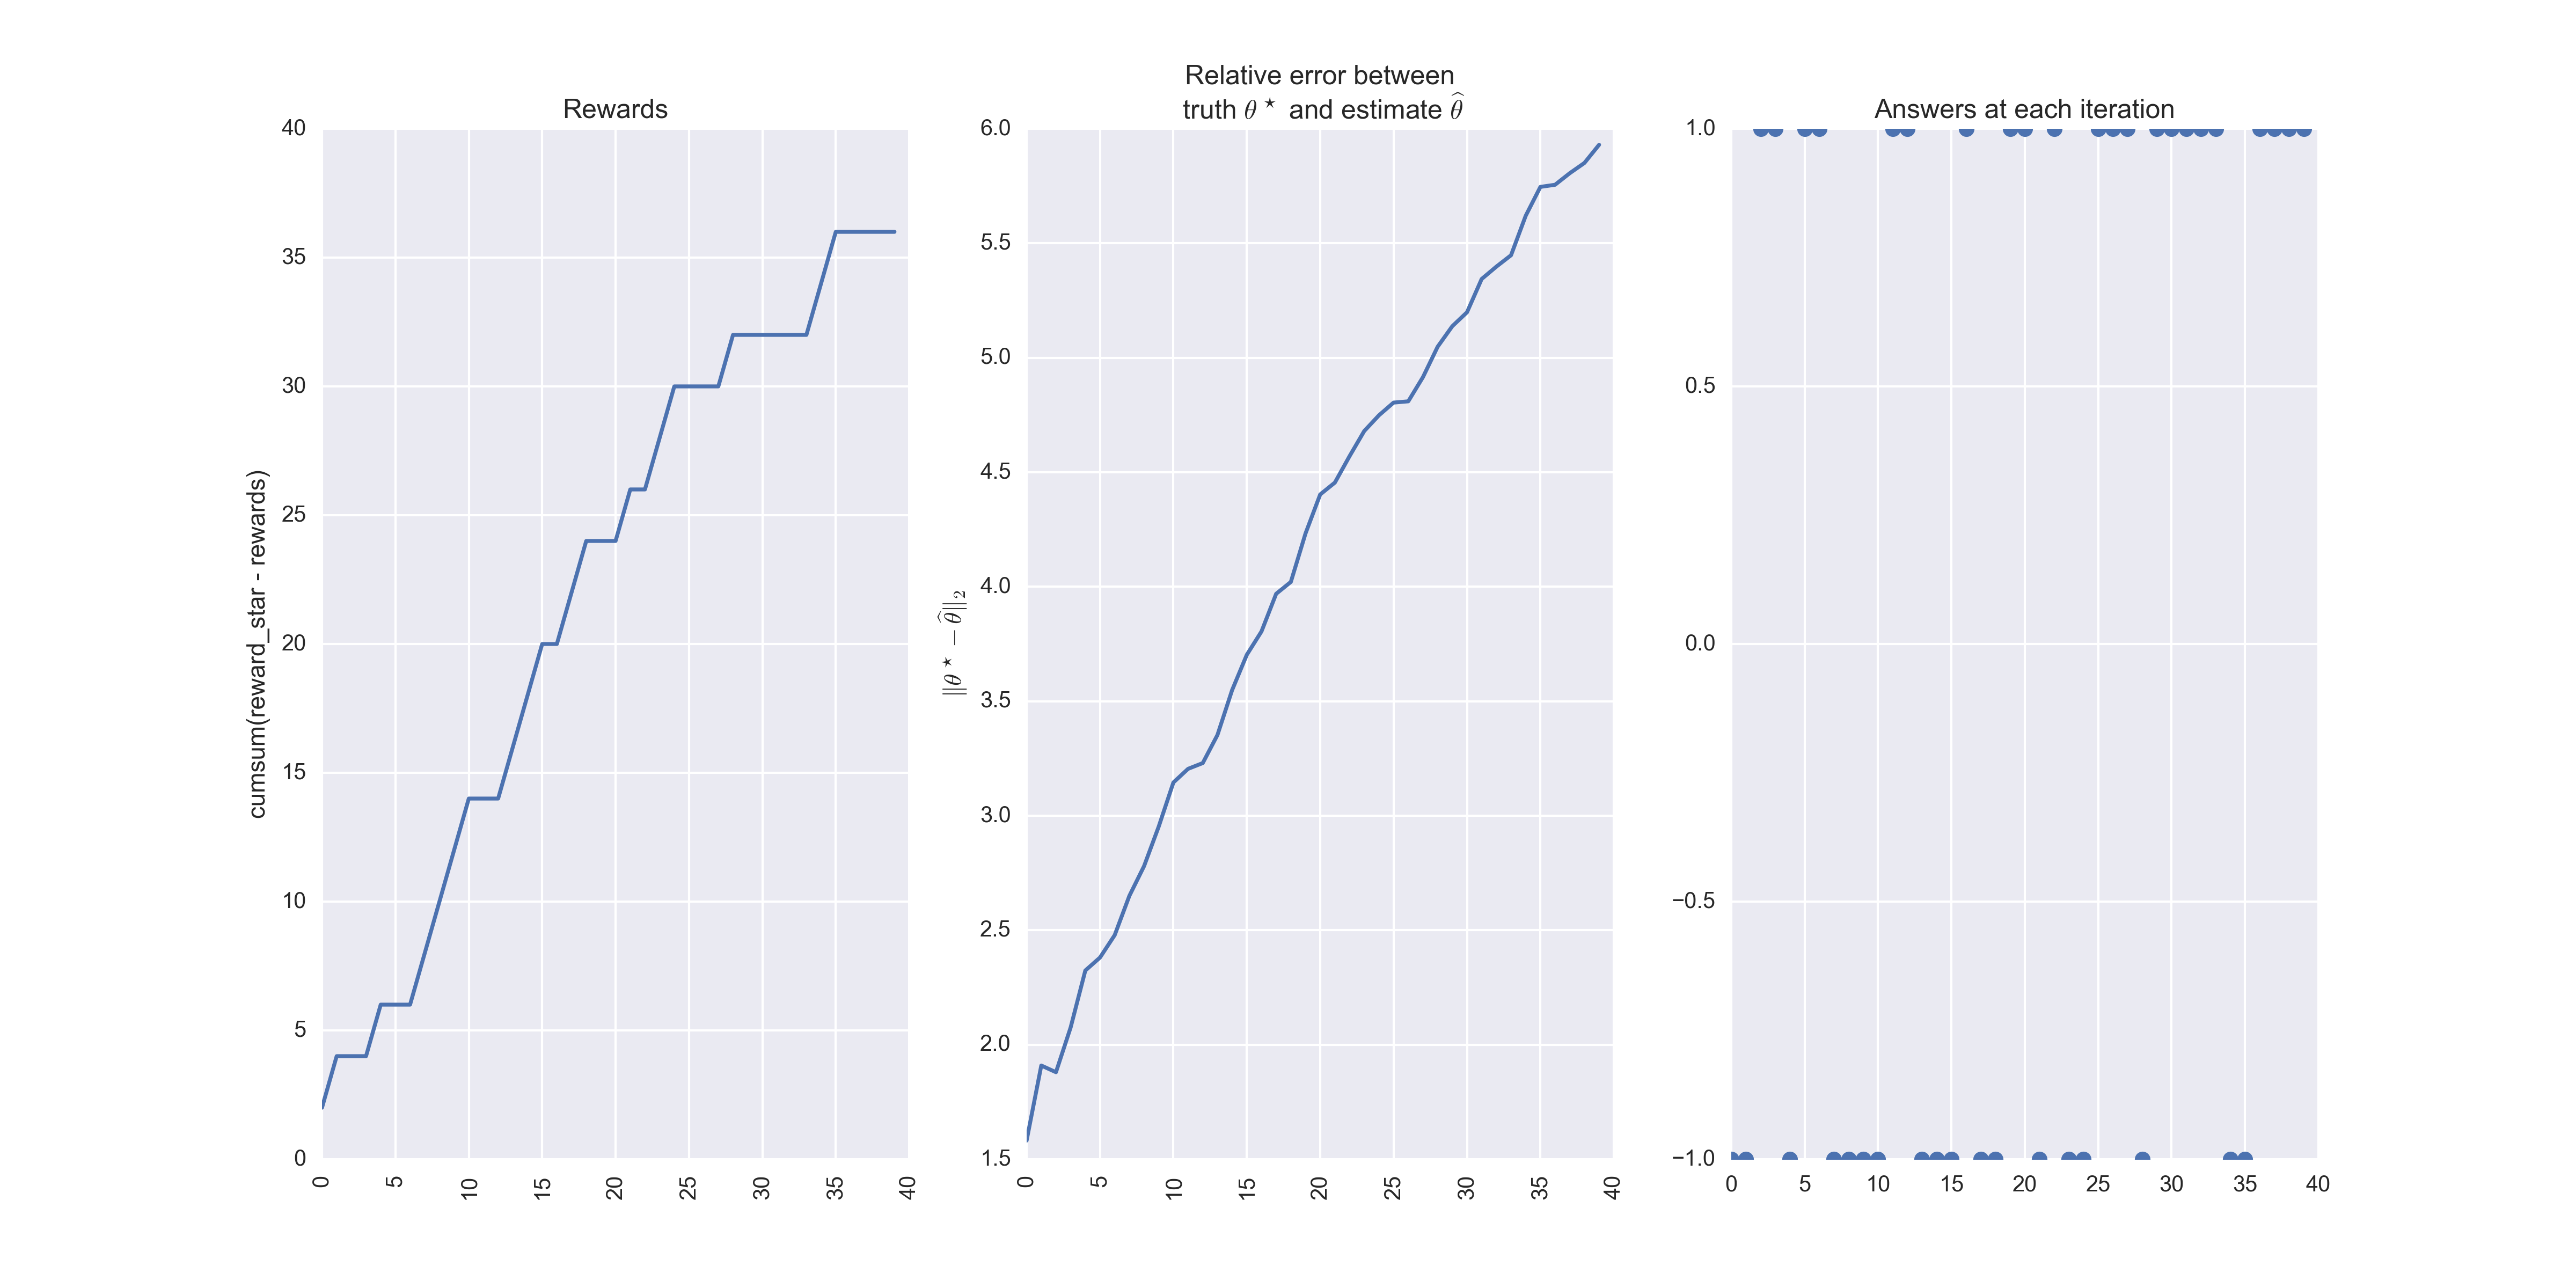 Rewards
40
35
30
25
20
15
10
5
0
cumsum(reward_star - rewards)
0 5 10 15 20 25 30 35 40
Relative error between
truth θ ⋆ and estimate θ̂
6.0
5.5
5.0
4.5
4.0
3.5
3.0
2.5
2.0
1.5
||θ ⋆ − θ̂||₂
0 5 10 15 20 25 30 35 40
Answers at each iteration
1.0
0.5
0.0
−0.5
−1.0
0 5 10 15 20 25 30 35 40